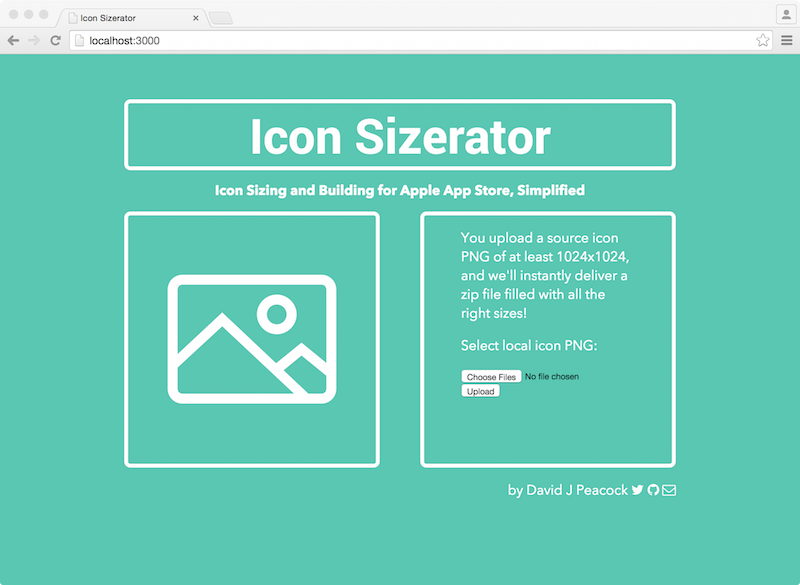 Icon Sizerator
localhost:3000
Icon Sizerator
Icon Sizing and Building for Apple App Store, Simplified
You upload a source icon
PNG of at least 1024x1024,
and we'll instantly deliver a
zip file filled with all the
right sizes!
Select local icon PNG:
Choose Files No file chosen
Upload
by David J Peacock